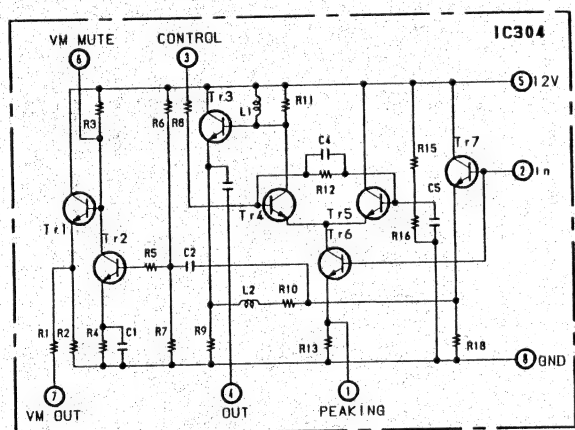 IC304
VM MUTE
CONTROL
6
3
5 12V
Tr3
L1
R11
R3
R6
R8
C4
R12
R15
Tr7
2 In
Tr1
Tr4
Tr5
C5
R16
Tr2
Tr6
R5
C2
L2
R10
R1
R2
R4
C1
R7
R9
R13
R18
8 GND
7
4
OUT
1
VM OUT
PEAKING